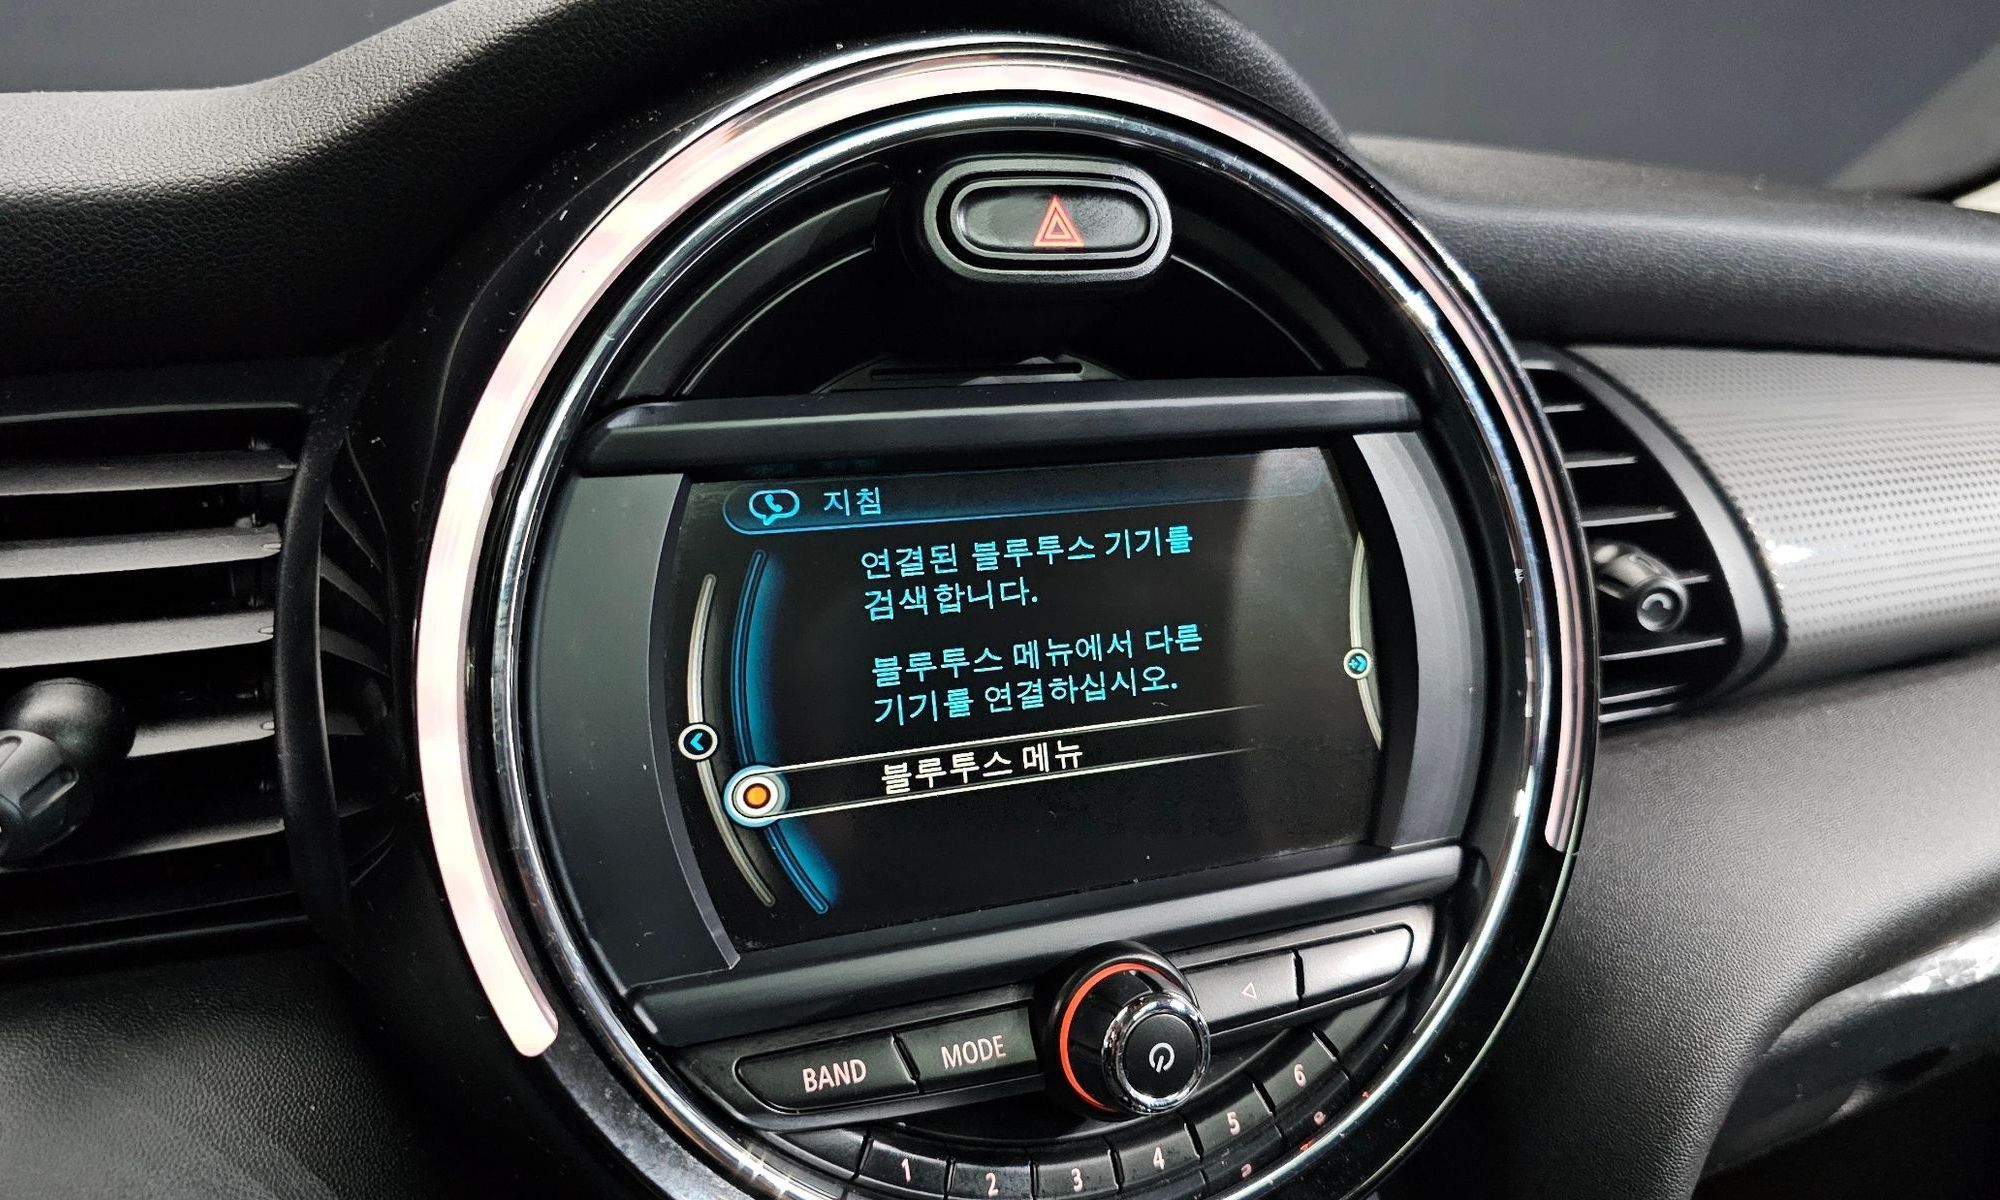 지침
연결된 블루투스 기기를
검색합니다.
블루투스 메뉴에서 다른
기기를 연결하십시오.
블루투스 메뉴
BAND
MODE
1
2
3
4
5
6